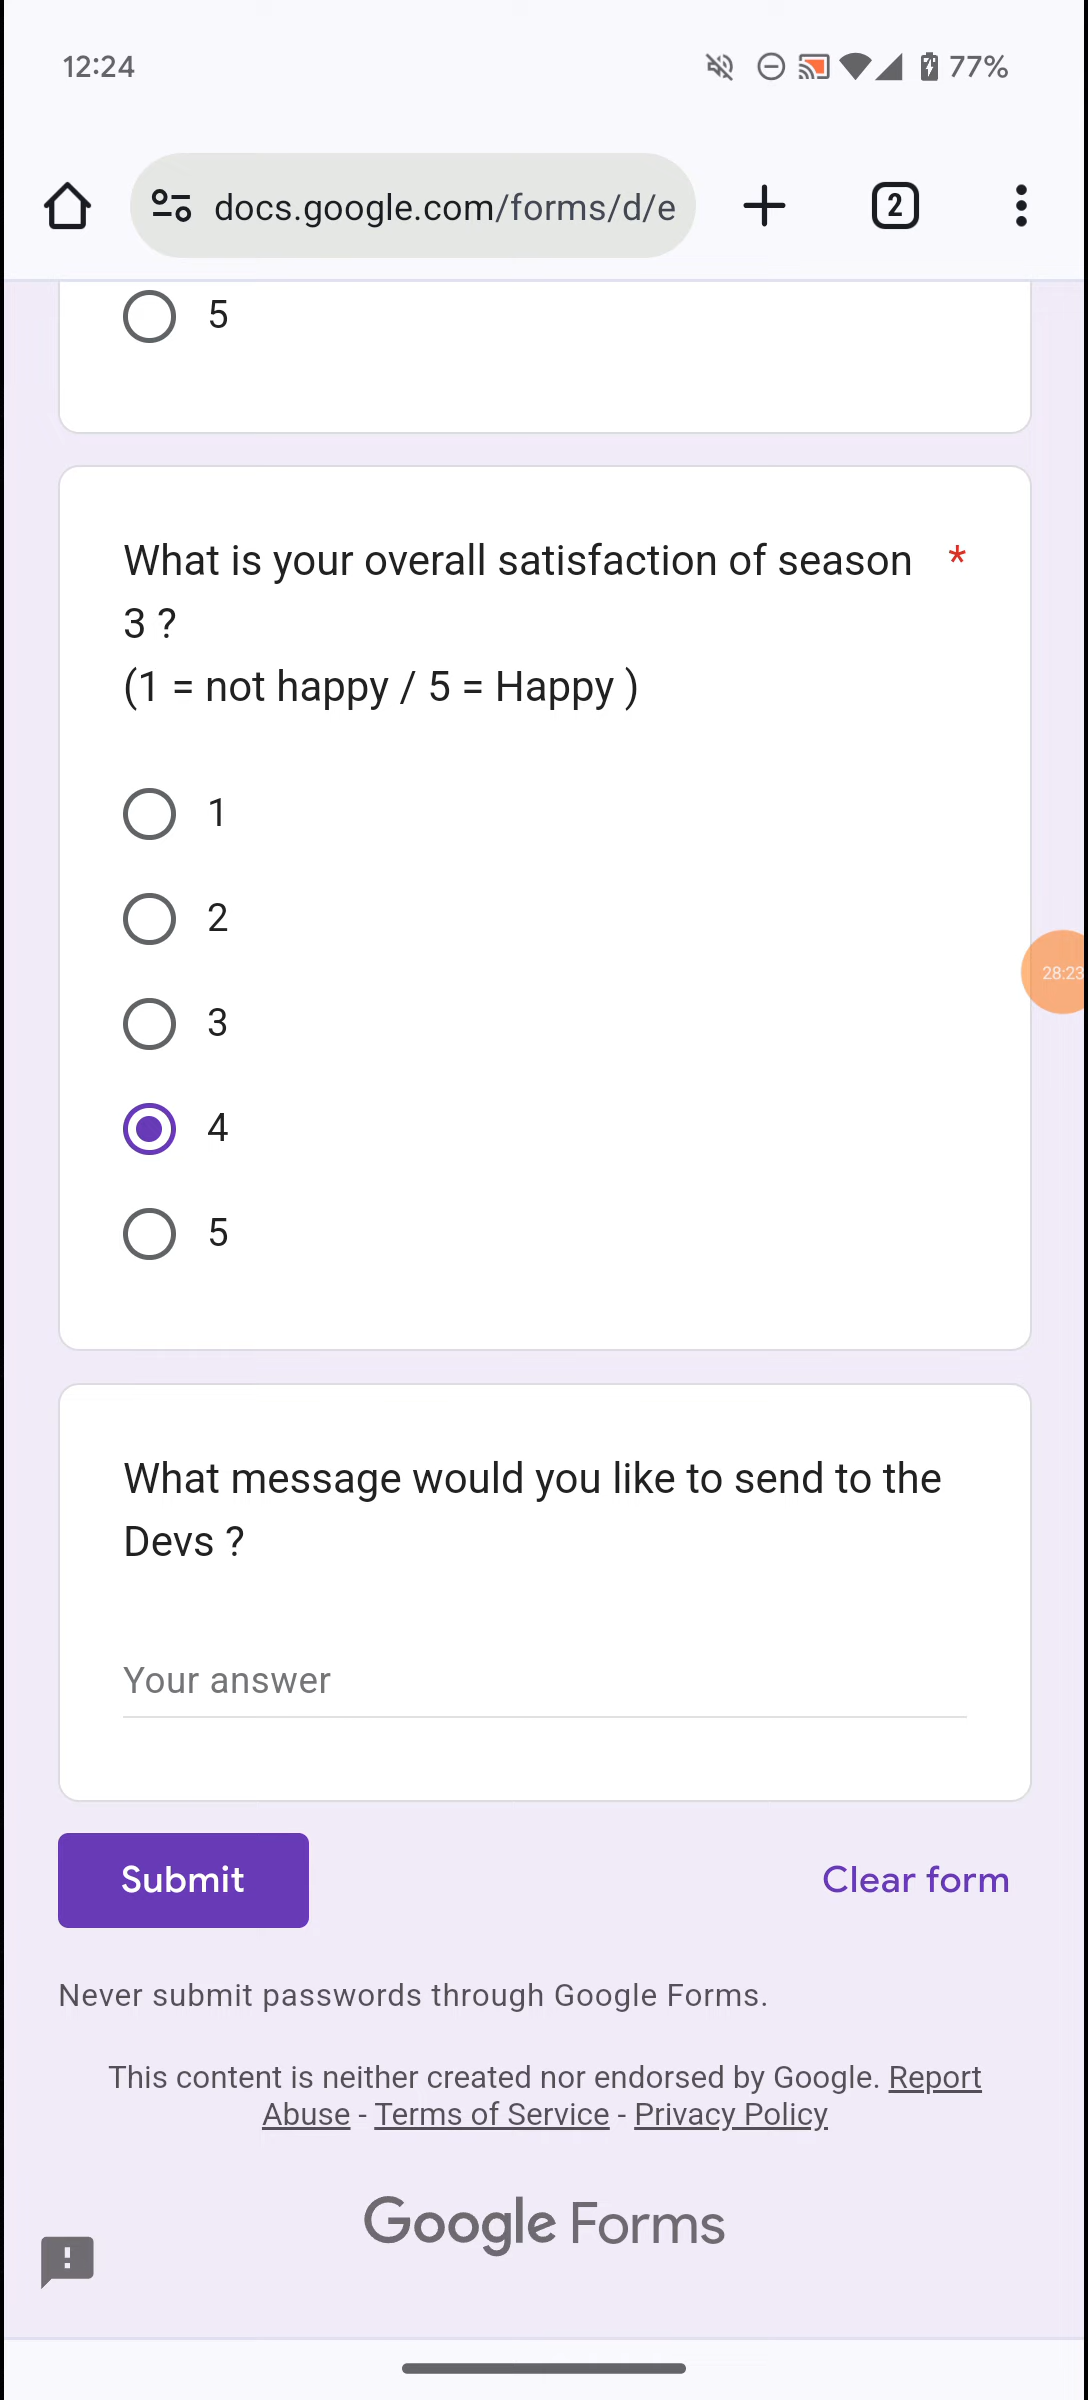 12:24
77%
docs.google.com/forms/d/e
2
5
What is your overall satisfaction of season *
3 ?
(1 = not happy / 5 = Happy )
1
2
3
4
5
28:23
What message would you like to send to the
Devs ?
Your answer
Submit
Clear form
Never submit passwords through Google Forms.
This content is neither created nor endorsed by Google. Report
Abuse - Terms of Service - Privacy Policy
Google Forms